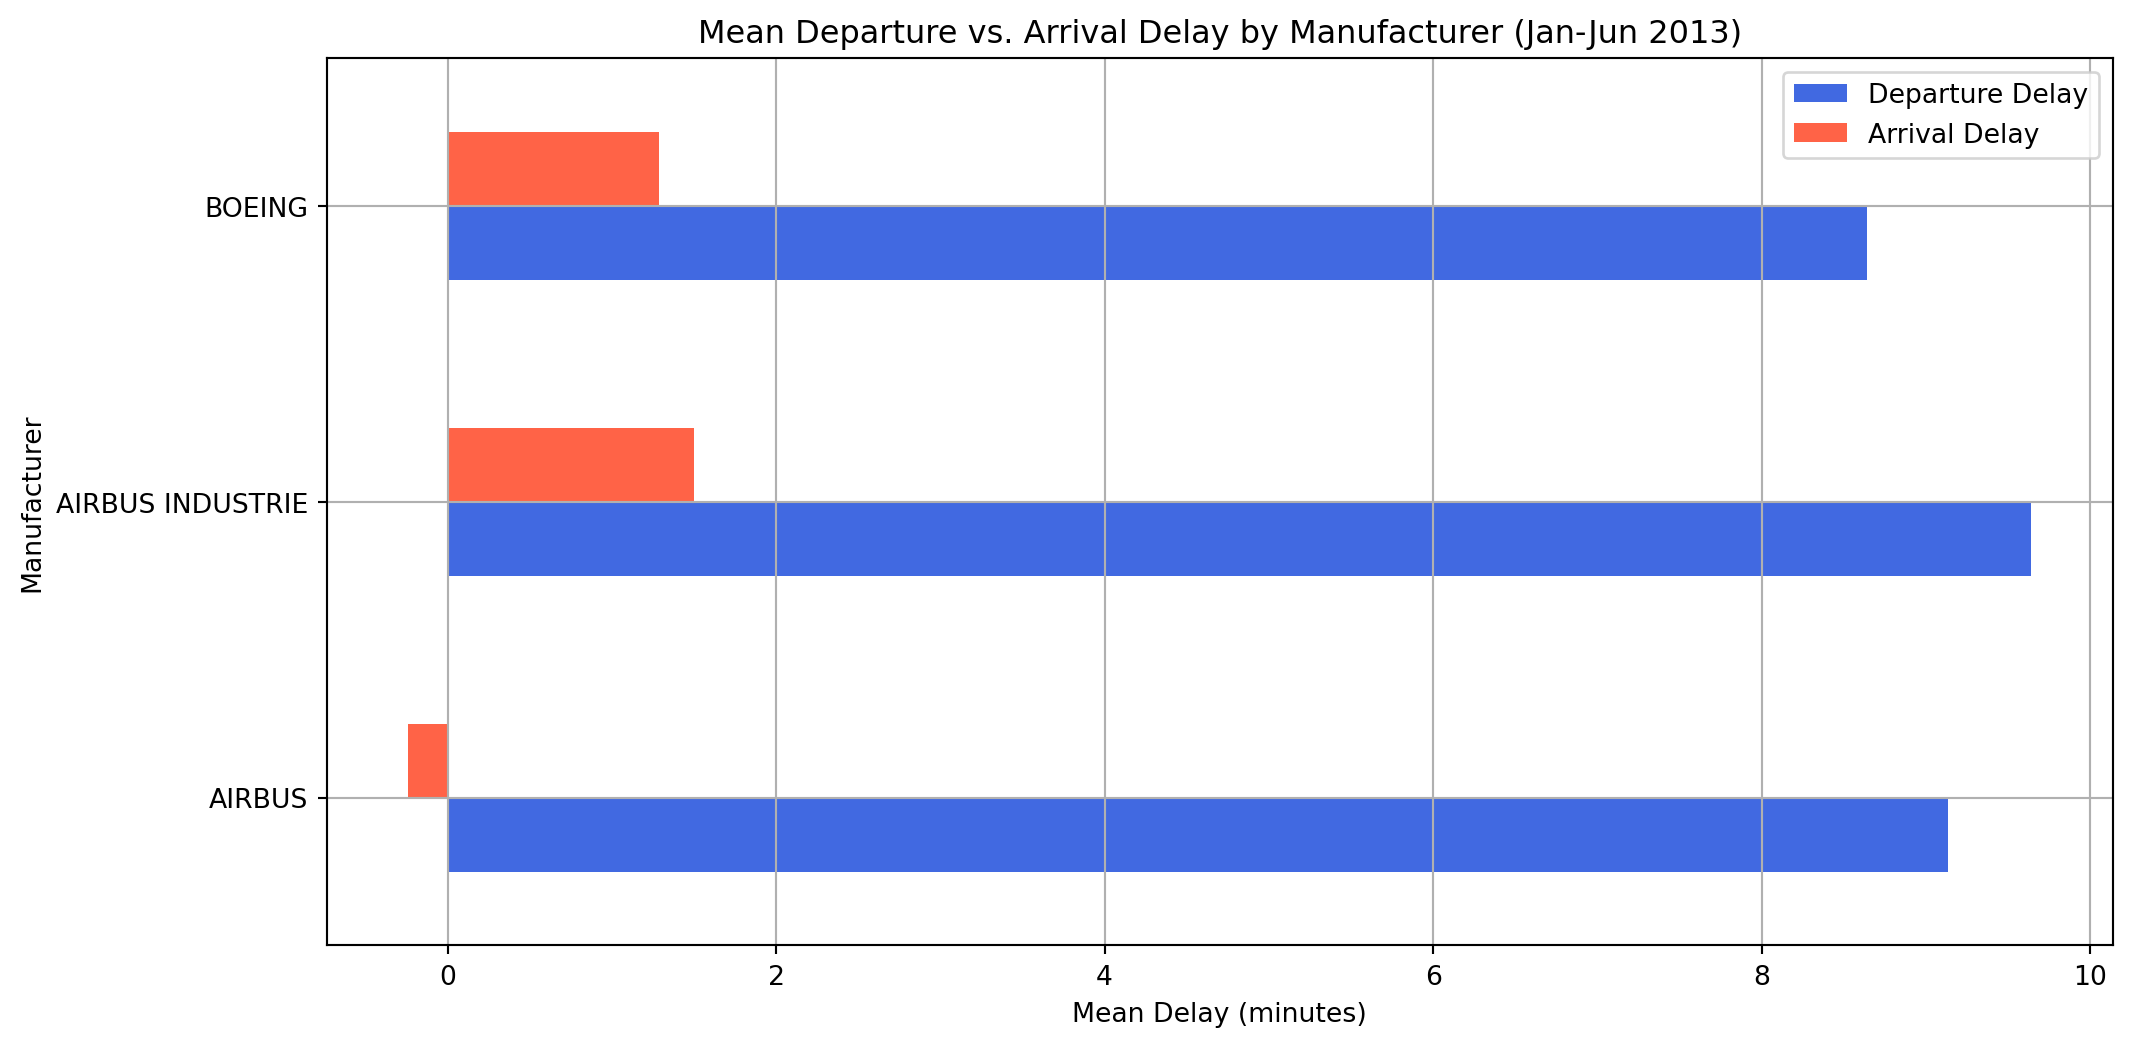 Mean Departure vs. Arrival Delay by Manufacturer (Jan-Jun 2013)
Departure Delay
Arrival Delay
BOEING
AIRBUS INDUSTRIE
AIRBUS
Manufacturer
0 2 4 6 8 10
Mean Delay (minutes)